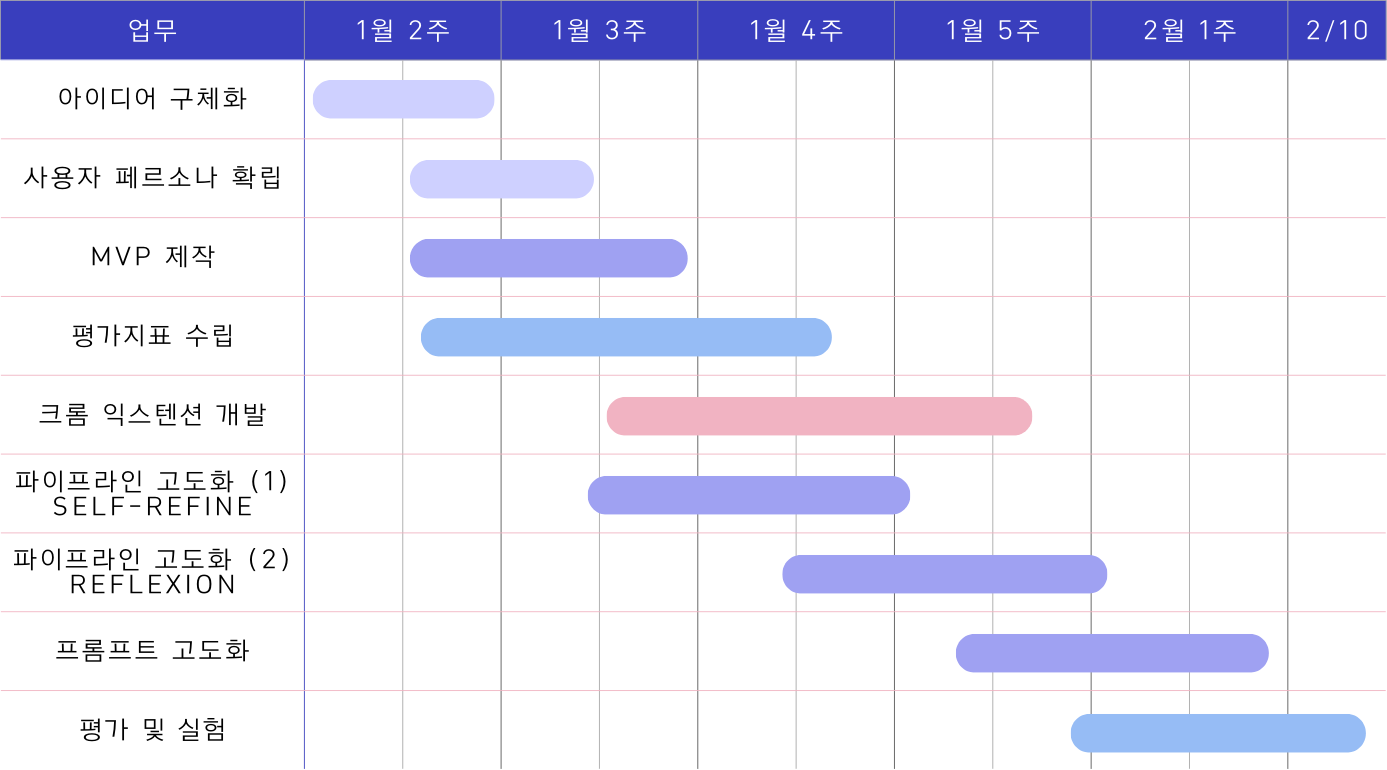 업무 1월 2주 1월 3주 1월 4주 1월 5주 2월 1주 2/10
아이디어 구체화
사용자 페르소나 확립
MVP 제작
평가지표 수립
크롬 익스텐션 개발
파이프라인 고도화 (1)
SELF-REFINE
파이프라인 고도화 (2)
REFLEXION
프롬프트 고도화
평가 및 실험